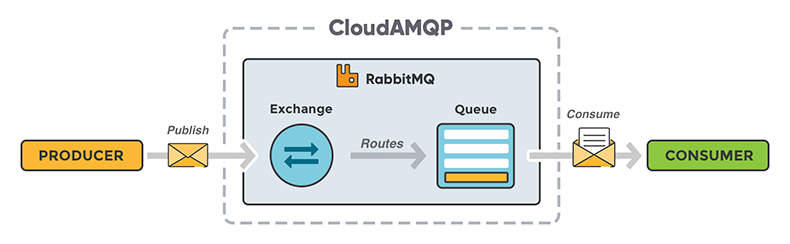 CloudAMQP
RabbitMQ
Exchange
Queue
Publish
Consume
Routes
PRODUCER
CONSUMER